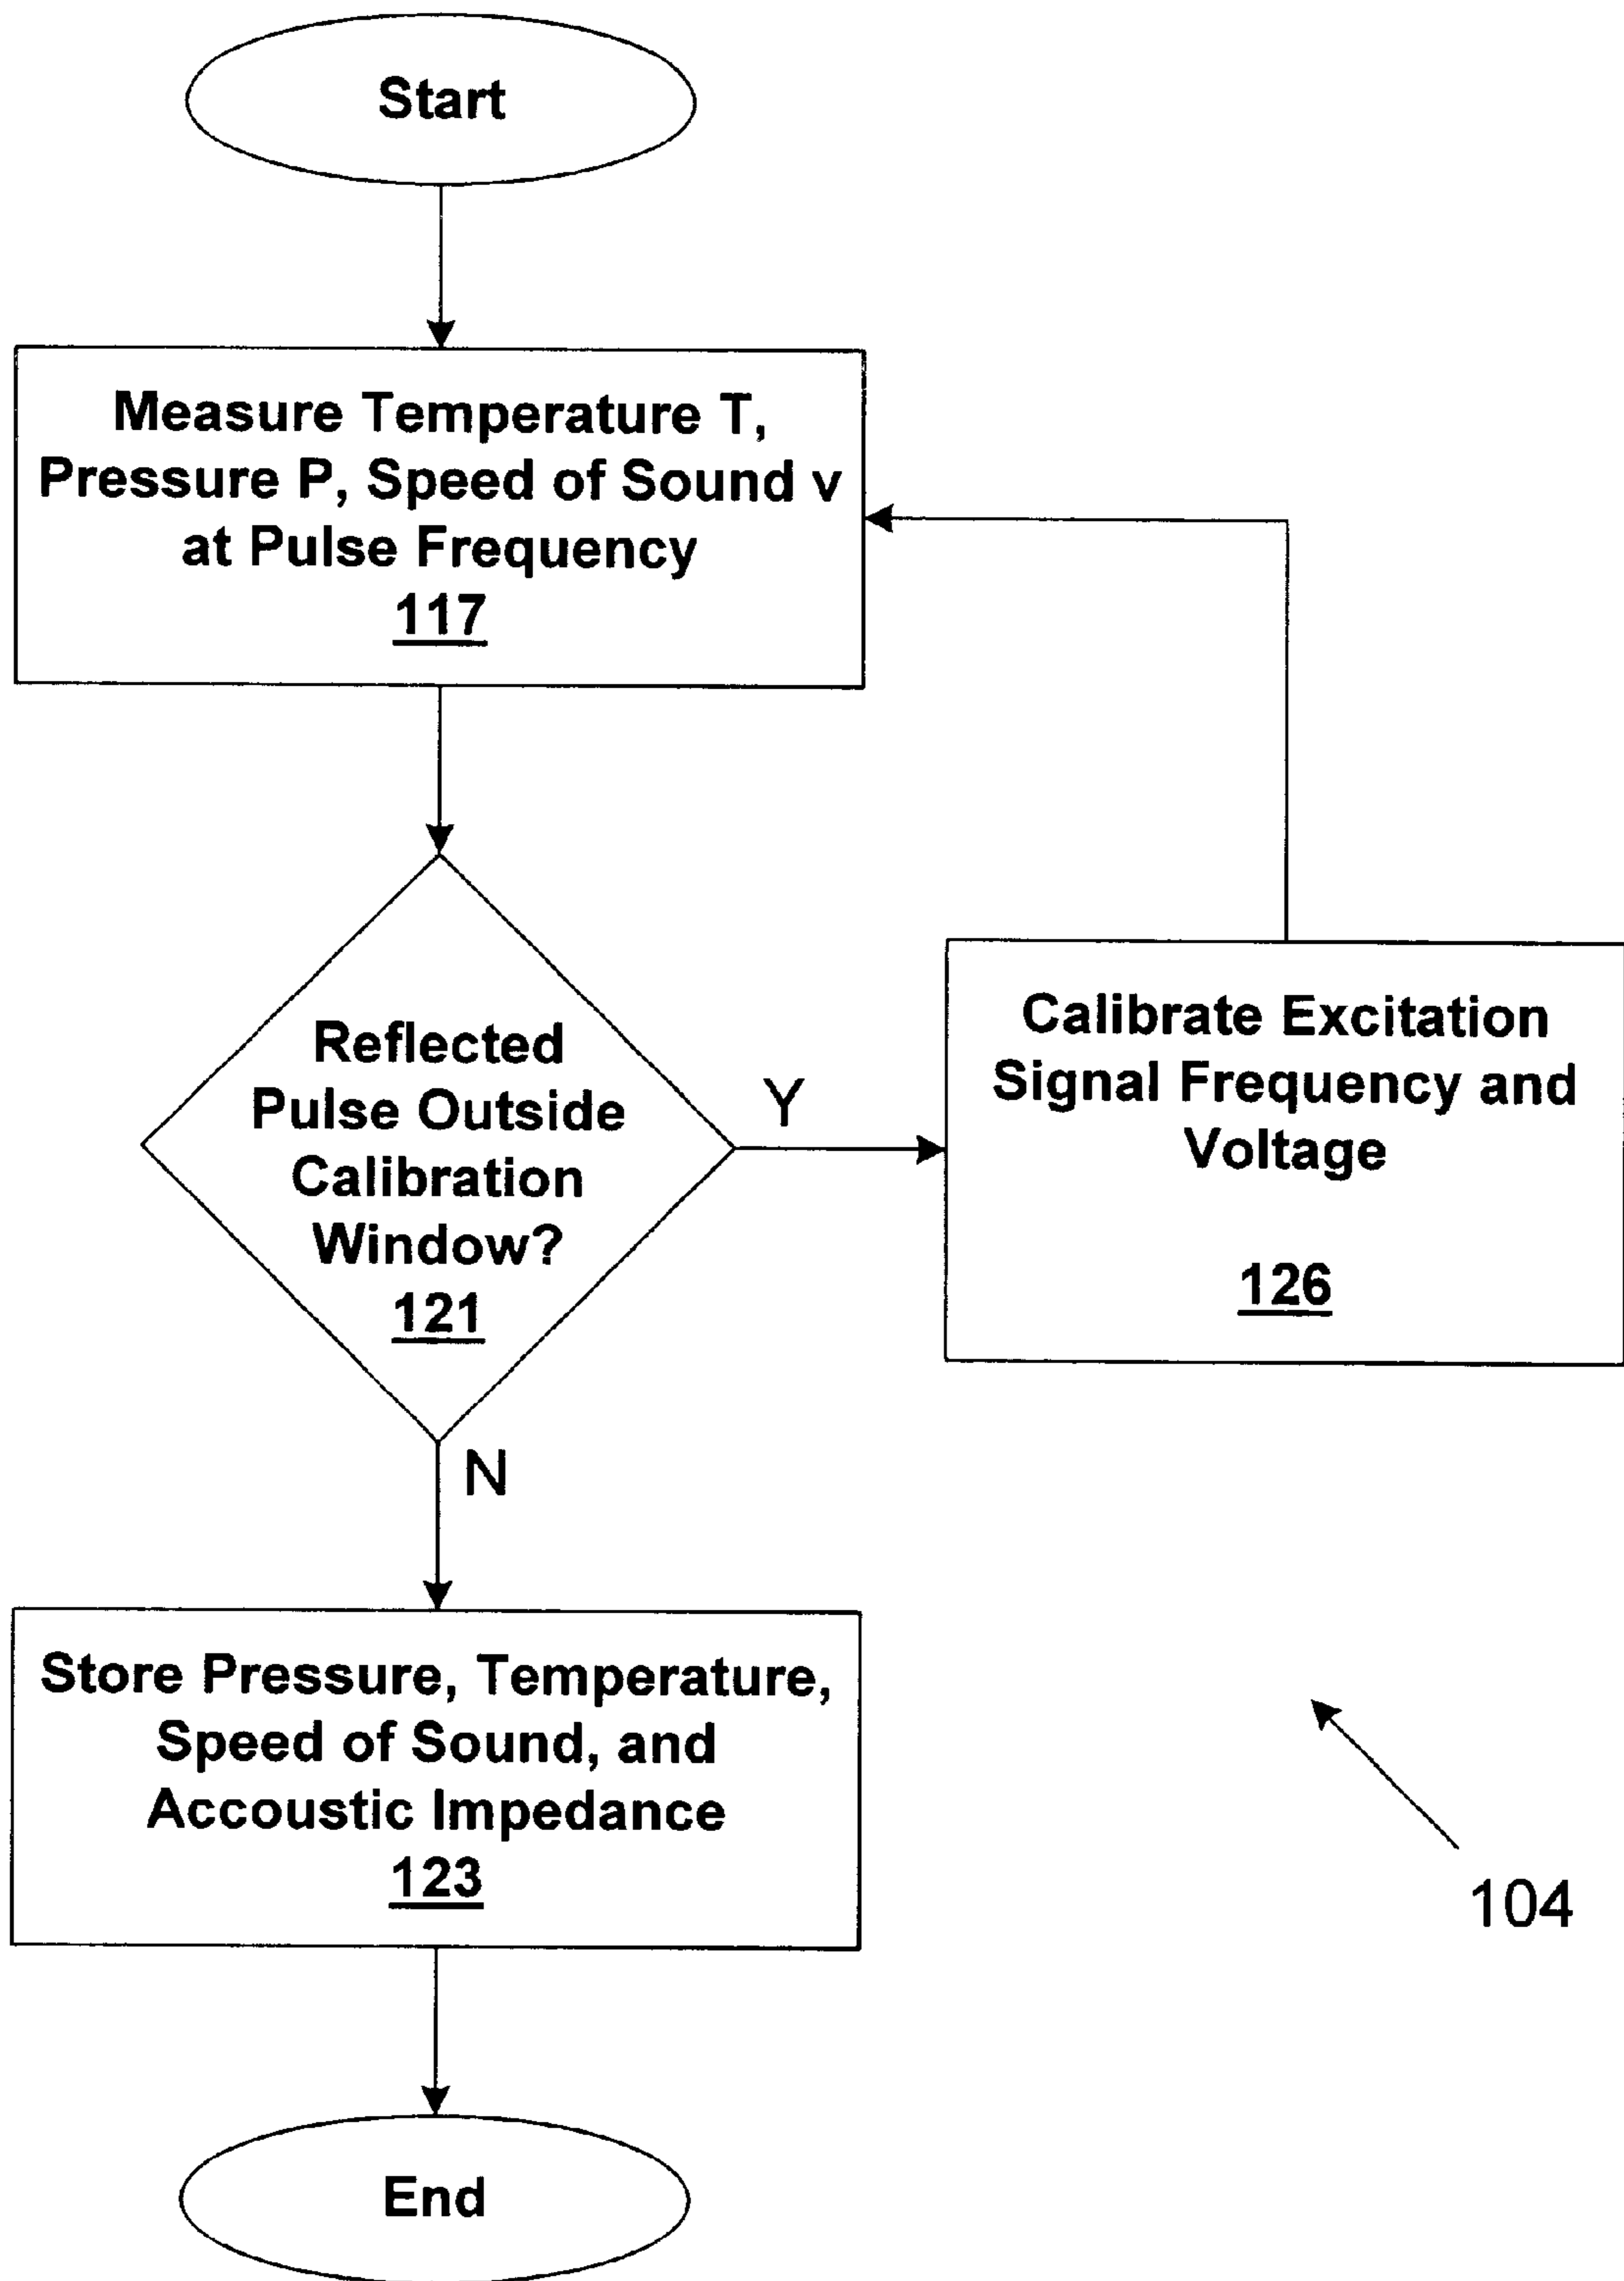 Start
Measure Temperature T,
Pressure P, Speed of Sound v
at Pulse Frequency
117
Reflected
Pulse Outside
Calibration
Window?
121
Y
Calibrate Excitation
Signal Frequency and
Voltage
126
N
Store Pressure, Temperature,
Speed of Sound, and
Accoustic Impedance
123
104
End